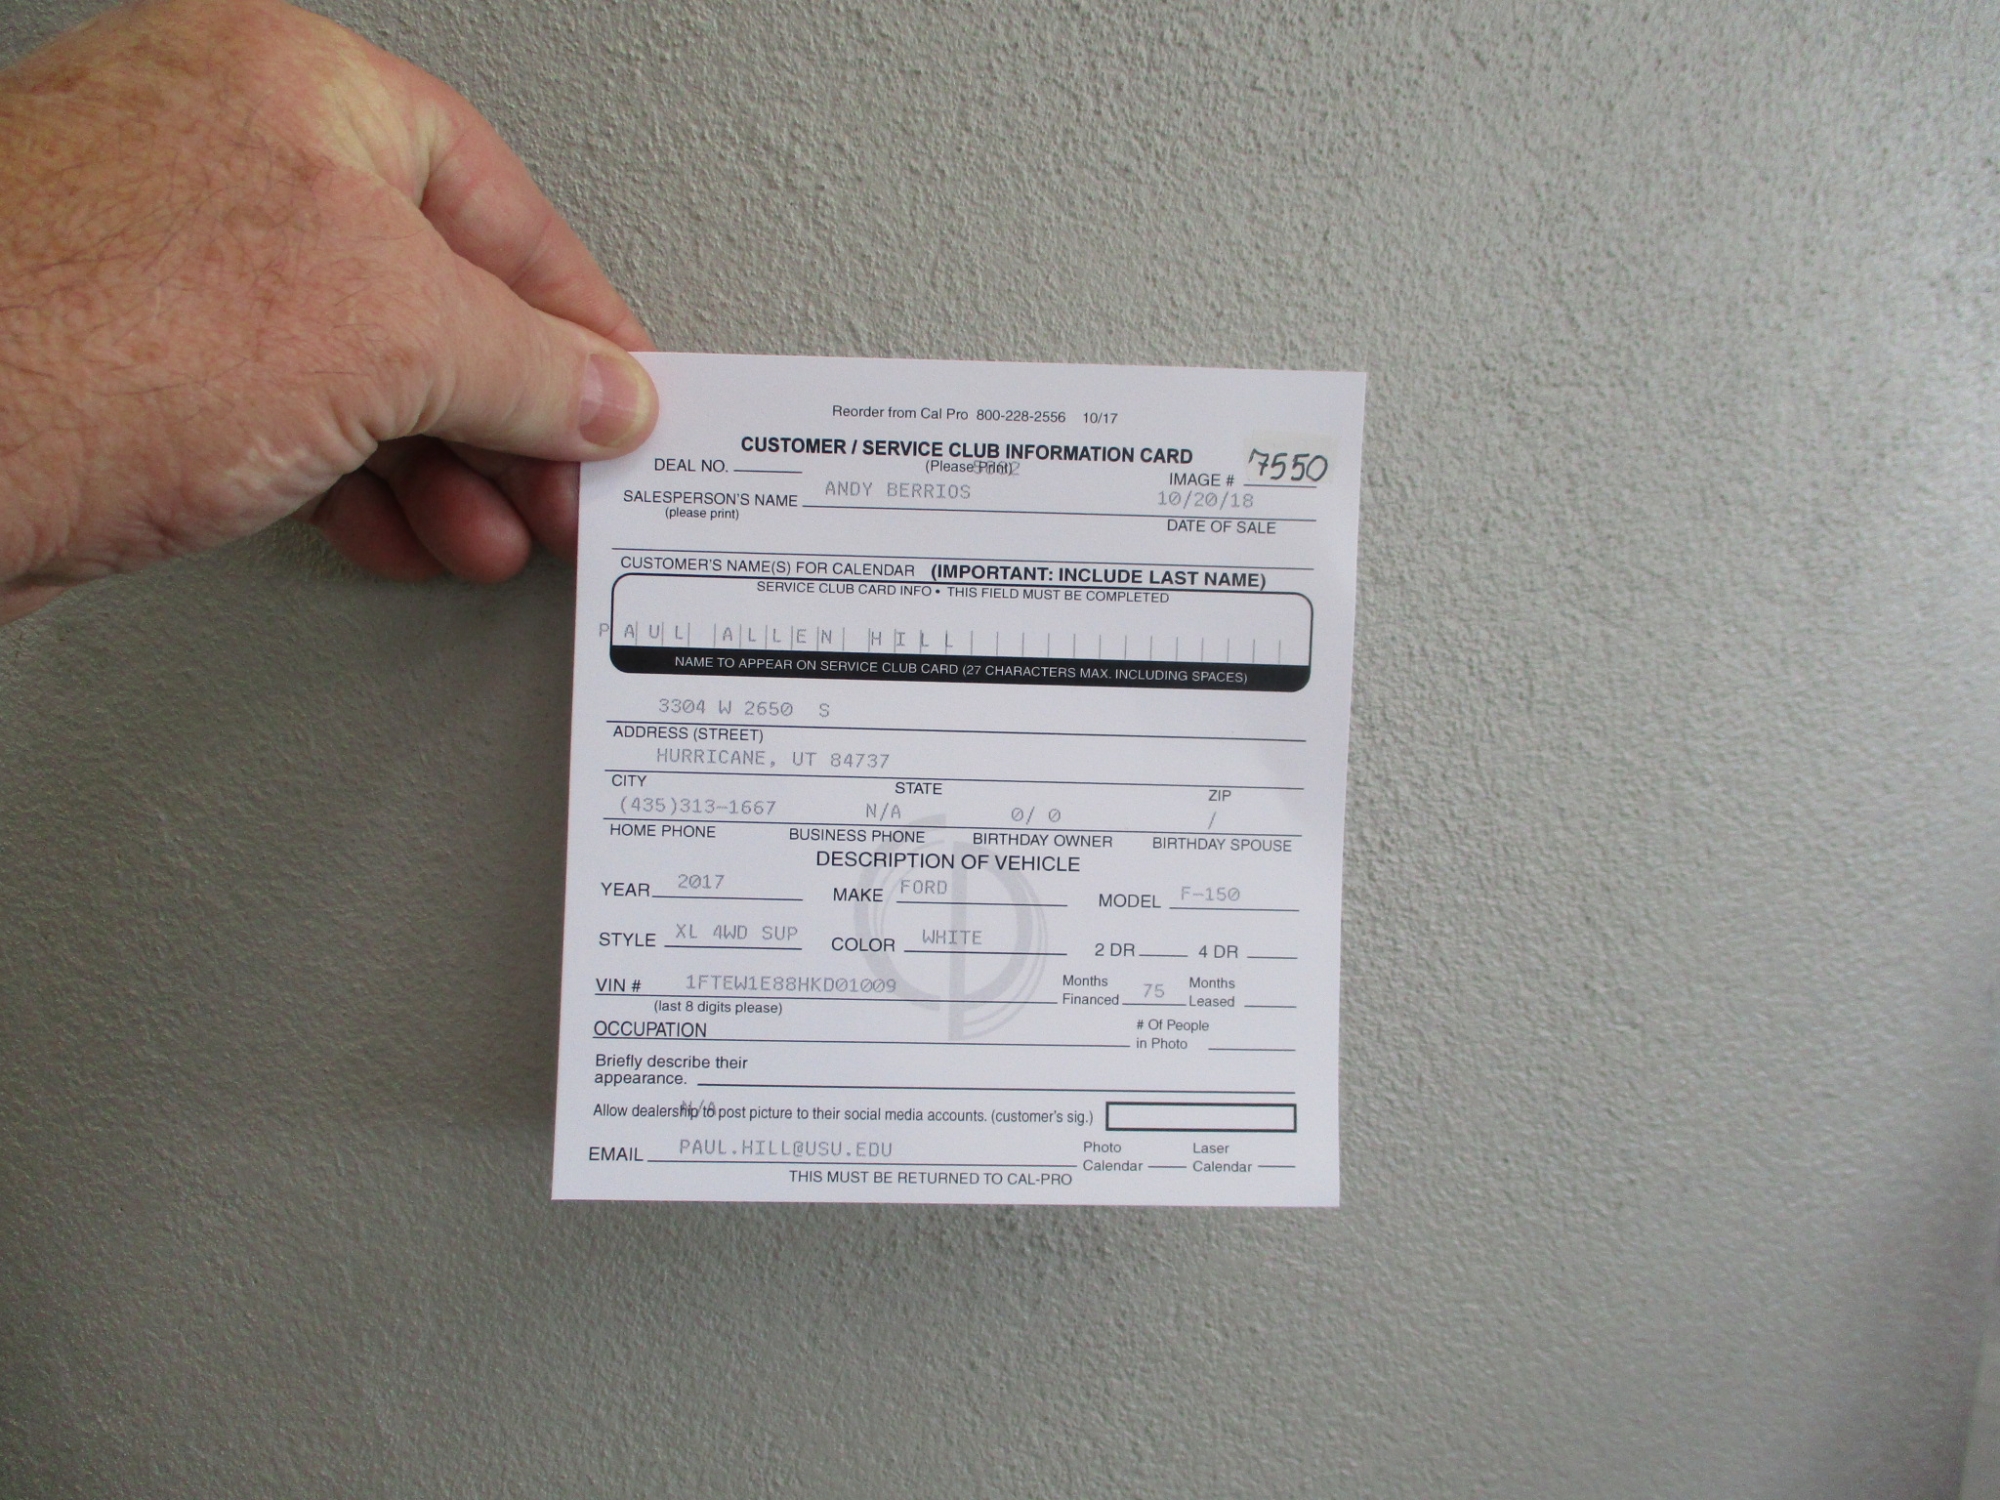 Reorder from Cal Pro 800-228-2556 10/17
CUSTOMER / SERVICE CLUB INFORMATION CARD
DEAL NO. (Please Print) IMAGE # 7550
SALESPERSON'S NAME ANDY BERRIOS 10/20/18
(please print) DATE OF SALE
CUSTOMER'S NAME(S) FOR CALENDAR (IMPORTANT: INCLUDE LAST NAME)
SERVICE CLUB CARD INFO • THIS FIELD MUST BE COMPLETED
PAUL ALLEN HILL
NAME TO APPEAR ON SERVICE CLUB CARD (27 CHARACTERS MAX. INCLUDING SPACES)
3304 W 2650 S
ADDRESS (STREET)
HURRICANE, UT 84737
CITY STATE ZIP
(435)313-1667 N/A 0/ 0 /
HOME PHONE BUSINESS PHONE BIRTHDAY OWNER BIRTHDAY SPOUSE
DESCRIPTION OF VEHICLE
YEAR 2017 MAKE FORD MODEL F-150
STYLE XL 4WD SUP COLOR WHITE 2 DR 4 DR
VIN # 1FTEW1E88HKD01009 Months Financed 75 Months Leased
(last 8 digits please)
OCCUPATION # Of People in Photo
Briefly describe their
appearance.
N/A
Allow dealership to post picture to their social media accounts. (customer's sig.)
EMAIL PAUL.HILL@USU.EDU Photo Calendar Laser Calendar
THIS MUST BE RETURNED TO CAL-PRO